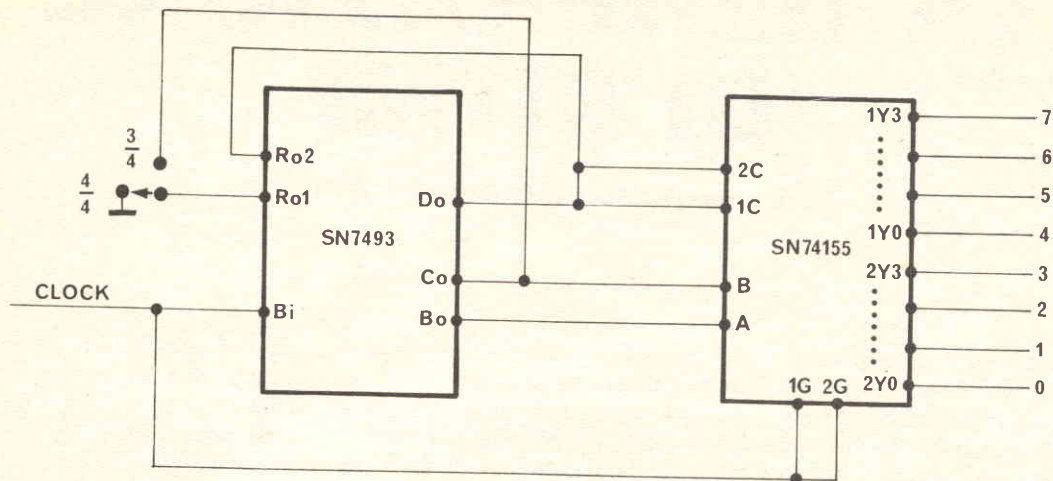 3
4
4
4
Ro2
Ro1
Bi
CLOCK
SN7493
Do
Co
Bo
2C
1C
B
A
SN74155
1G 2G
1Y3
1Y0
2Y3
2Y0
7
6
5
4
3
2
1
0